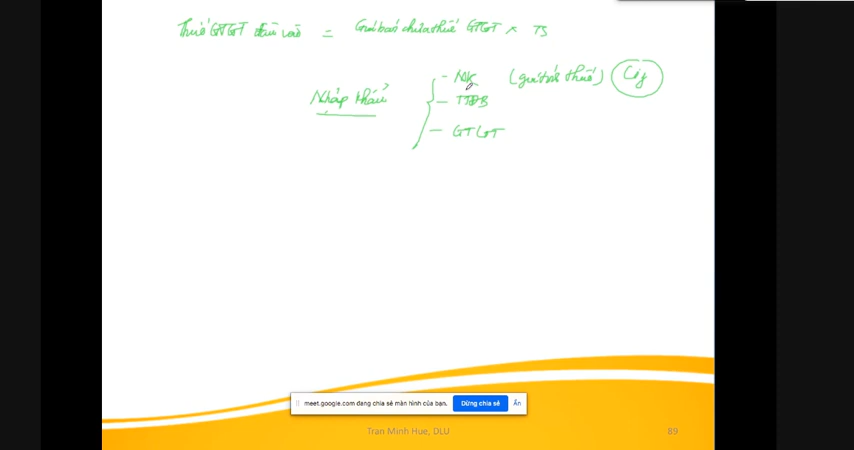 Thuế GTGT đầu vào = Giá bán chưa thuế GTGT x TS
Nhập khẩu
- NK (giá tính thuế)
- TTĐB
- GTGT
meet.google.com đang chia sẻ màn hình của bạn. Dừng chia sẻ Ẩn
Tran Minh Hue, DLU 89